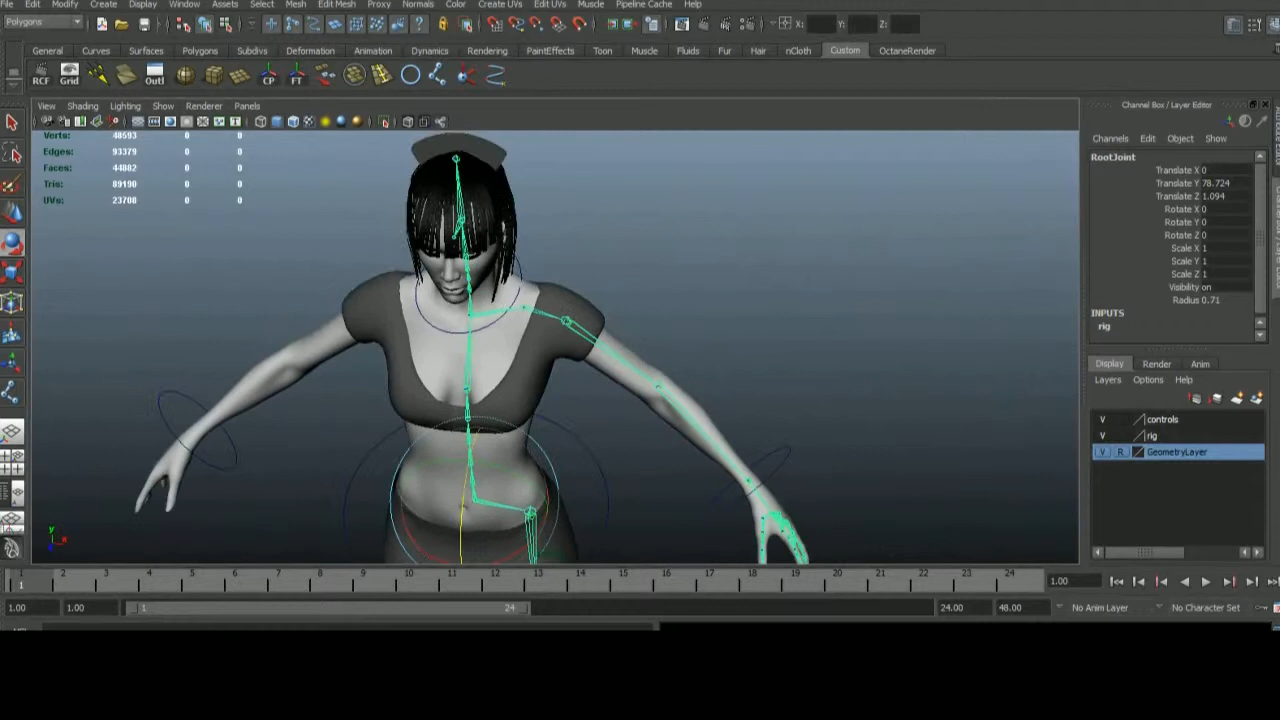 File Edit Modify Create Display Window Assets Select Mesh Edit Mesh Proxy Normals Color Create UVs Edit UVs Muscle Pipeline Cache Help
Polygons X: Y: Z:
General Curves Surfaces Polygons Subdivs Deformation Animation Dynamics Rendering PaintEffects Toon Muscle Fluids Fur Hair nCloth Custom OctaneRender
RCF Grid Outl CP FT
View Shading Lighting Show Renderer Panels
Verts: 48593 0 0
Edges: 93379 0 0
Faces: 44882 0 0
Tris: 89190 0 0
UVs: 23708 0 0
Channel Box / Layer Editor
Channels Edit Object Show
RootJoint
Translate X 0
Translate Y 78.724
Translate Z 1.094
Rotate X 0
Rotate Y 0
Rotate Z 0
Scale X 1
Scale Y 1
Scale Z 1
Visibility on
Radius 0.71
INPUTS
rig
Display Render Anim
Layers Options Help
V controls
V rig
V R GeometryLayer
y x
1 2 3 4 5 6 7 8 9 10 11 12 13 14 15 16 17 18 19 20 21 22 23 24
1 1.00
1.00 1.00 1 24 24.00 48.00 No Anim Layer No Character Set